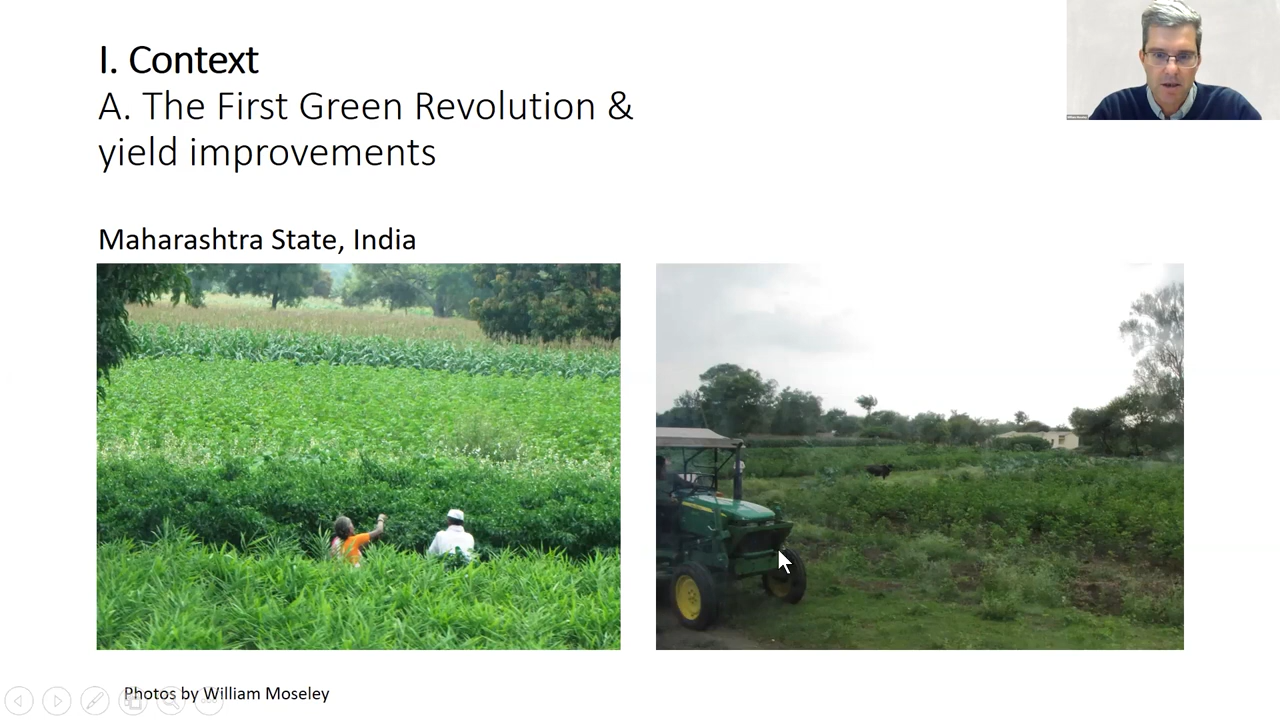 I. Context
A. The First Green Revolution &
yield improvements
Maharashtra State, India
Photos by William Moseley